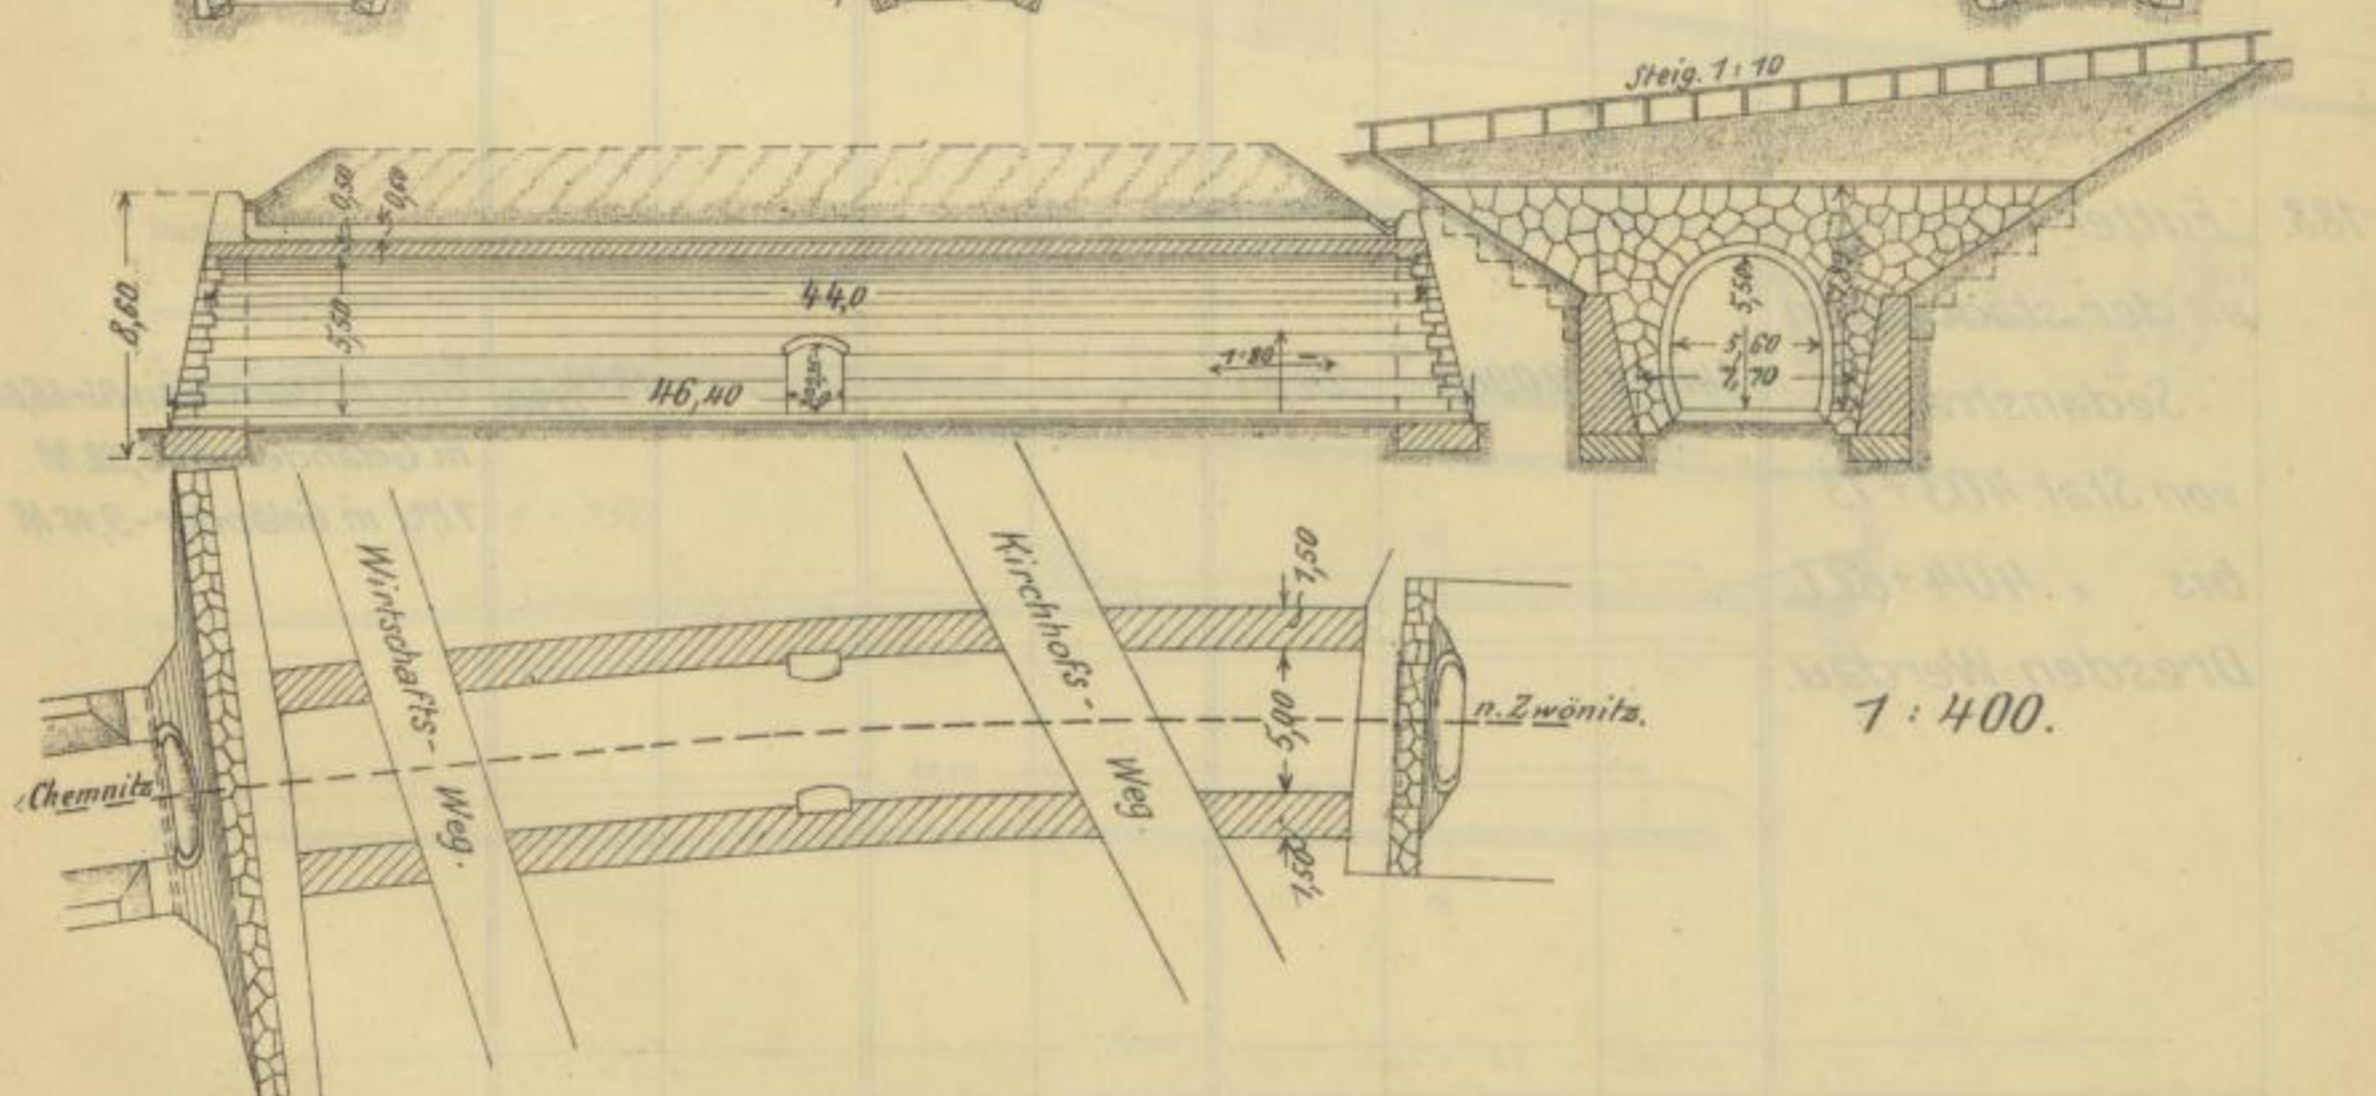 Steig. 1:10
0,50
0,60
8,60
5,50
44,0
46,40
1:80
5,50
5,60
7,70
Wirtschafts-
Weg.
Kirchhofs-
Weg.
1,50
5,00
1,50
Chemnitz
n. Zwönitz.
1 : 400.